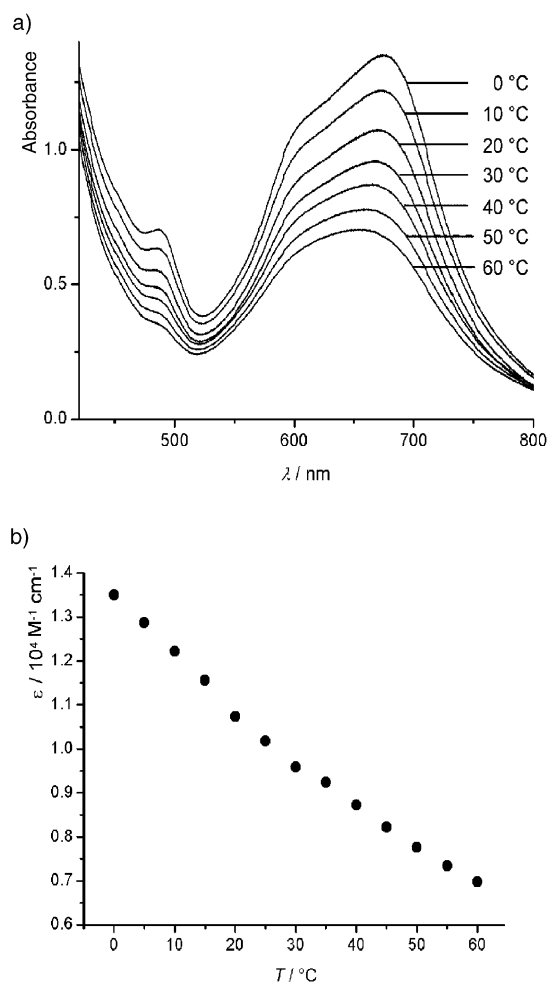 a)
Absorbance
1.0
0.5
0.0
0 °C
10 °C
20 °C
30 °C
40 °C
50 °C
60 °C
500
600
700
800
λ / nm
b)
ε / 10⁴ M⁻¹ cm⁻¹
1.4
1.3
1.2
1.1
1.0
0.9
0.8
0.7
0.6
0
10
20
30
40
50
60
T / °C